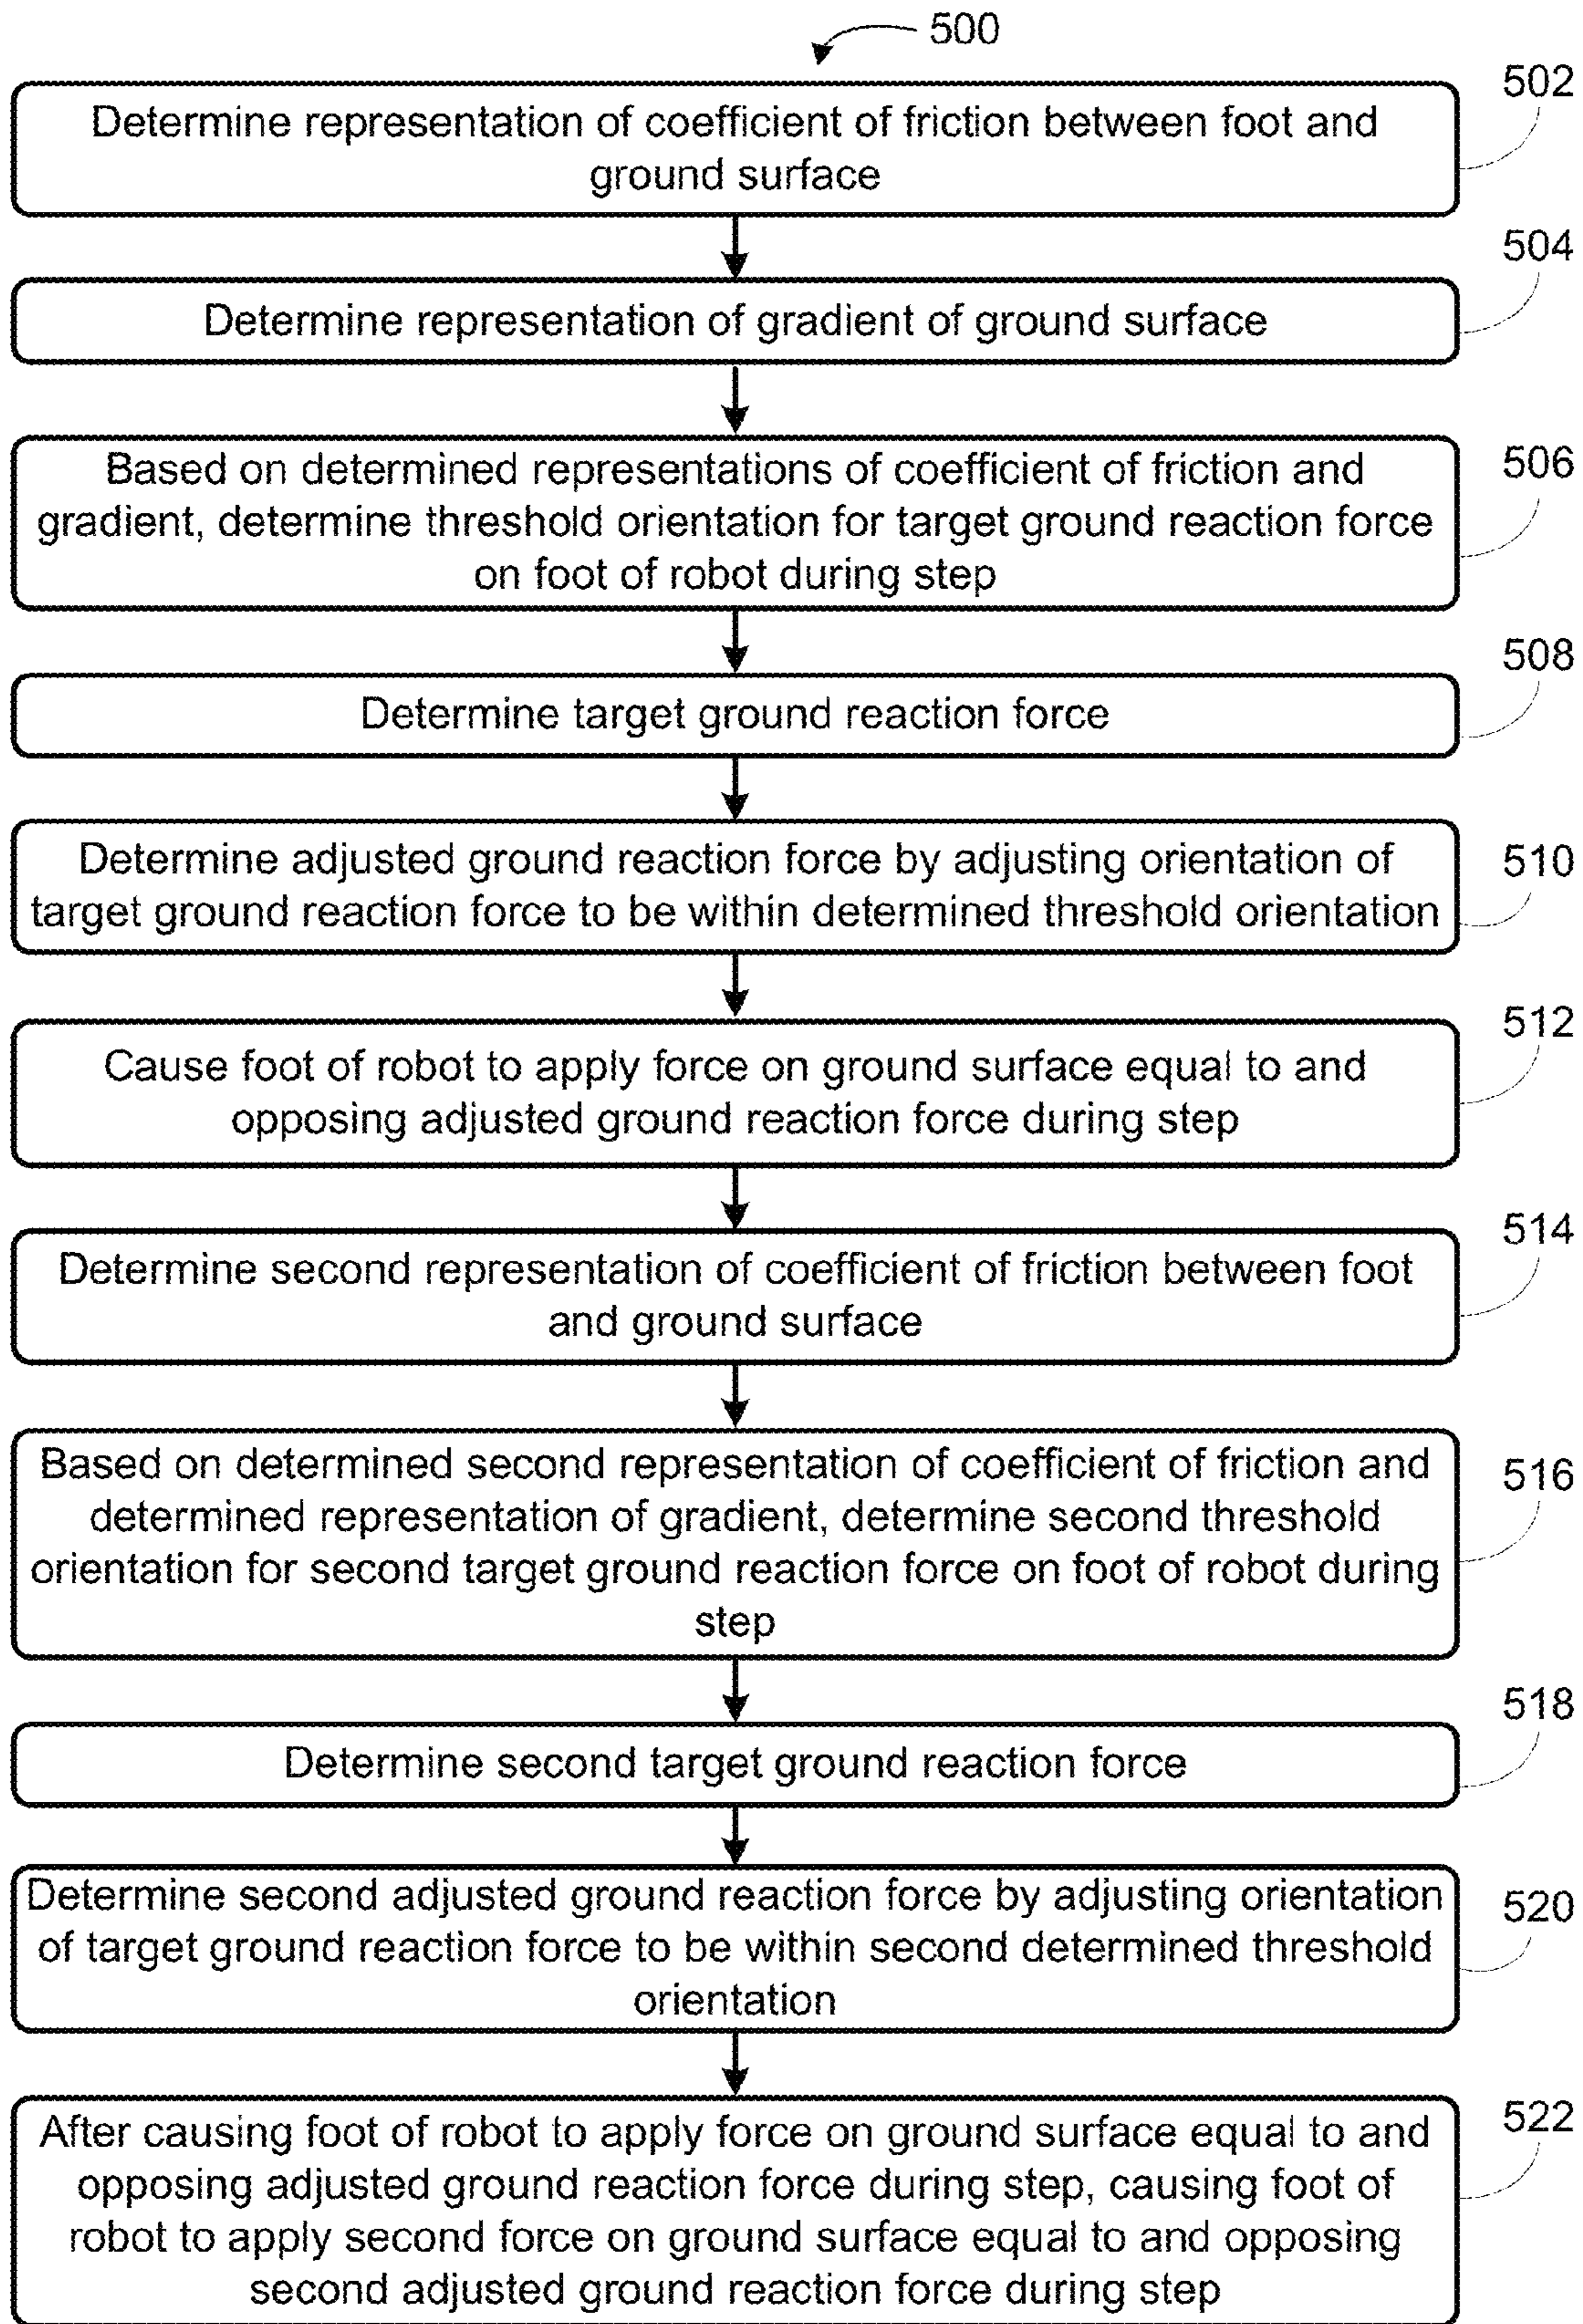 500
502
Determine representation of coefficient of friction between foot and
ground surface
504
Determine representation of gradient of ground surface
506
Based on determined representations of coefficient of friction and
gradient, determine threshold orientation for target ground reaction force
on foot of robot during step
508
Determine target ground reaction force
510
Determine adjusted ground reaction force by adjusting orientation of
target ground reaction force to be within determined threshold orientation
512
Cause foot of robot to apply force on ground surface equal to and
opposing adjusted ground reaction force during step
514
Determine second representation of coefficient of friction between foot
and ground surface
516
Based on determined second representation of coefficient of friction and
determined representation of gradient, determine second threshold
orientation for second target ground reaction force on foot of robot during
step
518
Determine second target ground reaction force
520
Determine second adjusted ground reaction force by adjusting orientation
of target ground reaction force to be within second determined threshold
orientation
522
After causing foot of robot to apply force on ground surface equal to and
opposing adjusted ground reaction force during step, causing foot of
robot to apply second force on ground surface equal to and opposing
second adjusted ground reaction force during step